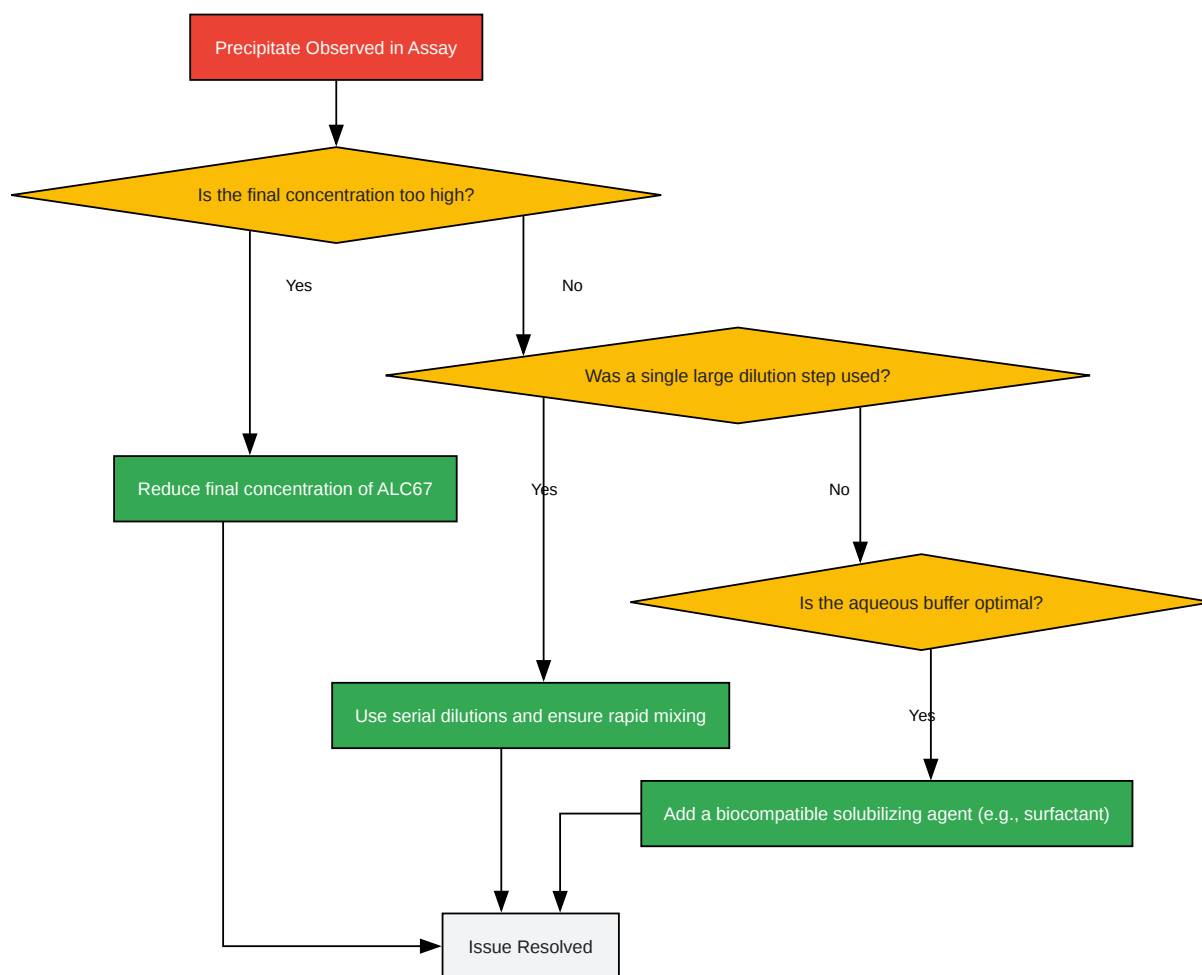 Precipitate Observed in Assay
Is the final concentration too high?
Yes
No
Was a single large dilution step used?
Reduce final concentration of ALC67
Yes
No
Is the aqueous buffer optimal?
Use serial dilutions and ensure rapid mixing
Yes
Add a biocompatible solubilizing agent (e.g., surfactant)
Issue Resolved